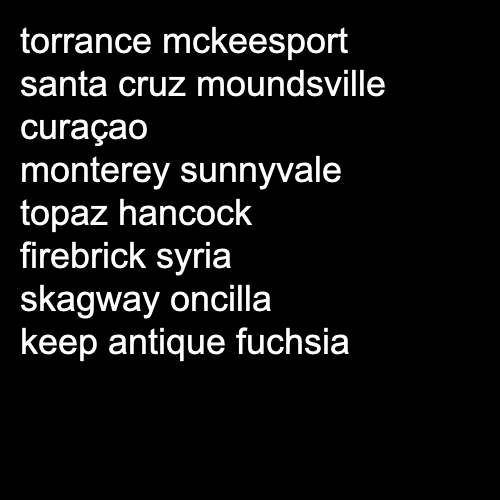 torrance mckeesport
santa cruz moundsville
curaçao
monterey sunnyvale
topaz hancock
firebrick syria
skagway oncilla
keep antique fuchsia